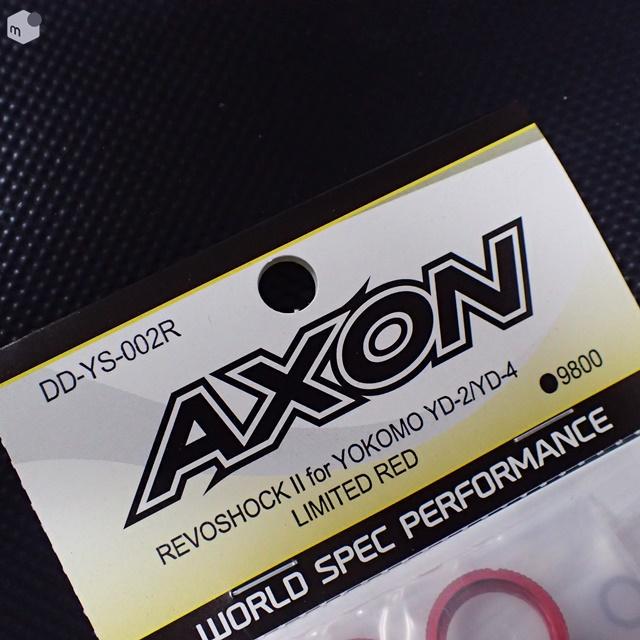 m
DD-YS-002R
AXON
REVOSHOCK II for YOKOMO YD-2/YD-4
LIMITED RED
●9800
WORLD SPEC PERFORMANCE